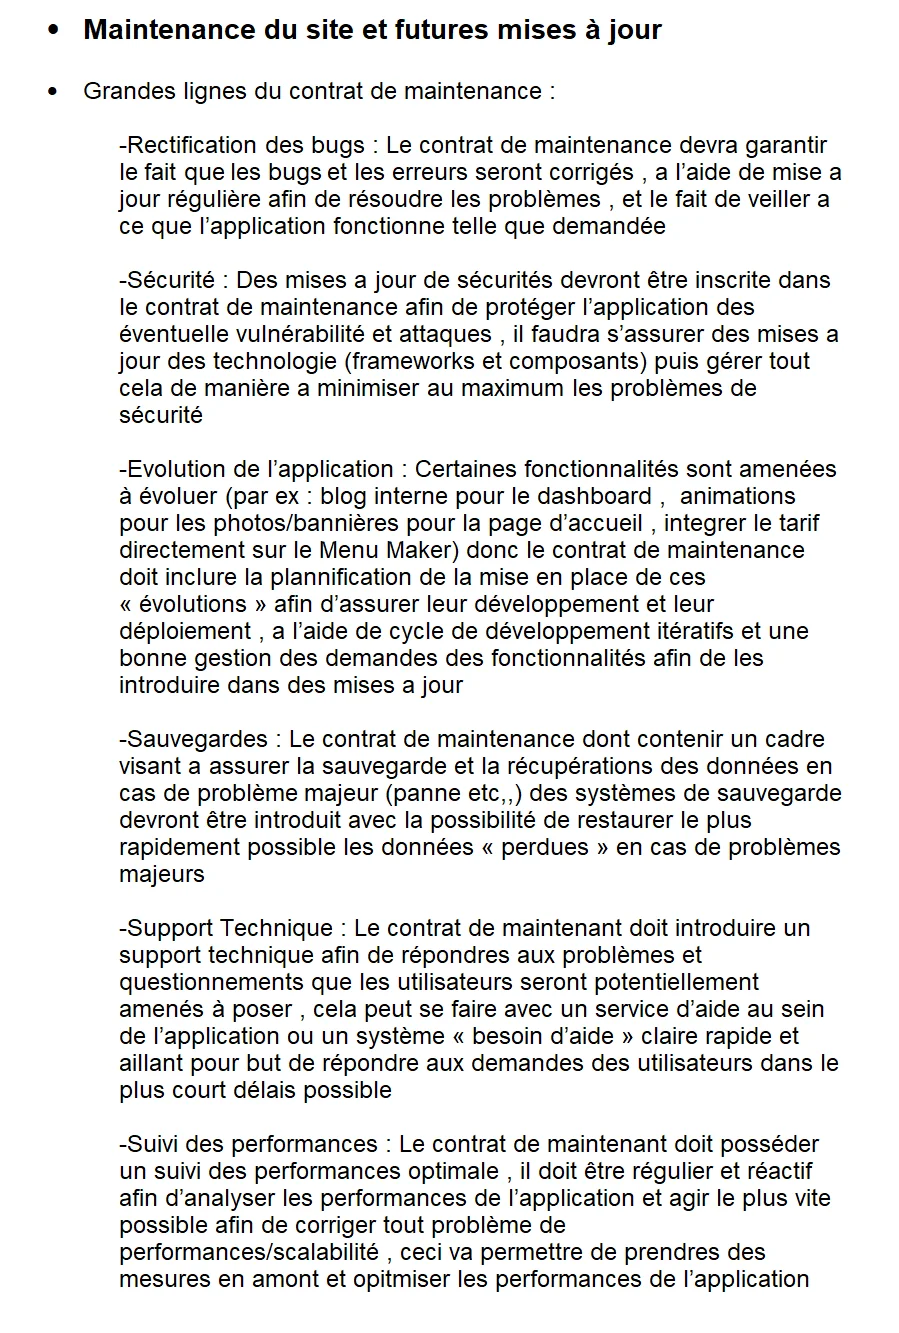 • Maintenance du site et futures mises à jour
• Grandes lignes du contrat de maintenance :
-Rectification des bugs : Le contrat de maintenance devra garantir
le fait que les bugs et les erreurs seront corrigés , a l’aide de mise a
jour régulière afin de résoudre les problèmes , et le fait de veiller a
ce que l’application fonctionne telle que demandée
-Sécurité : Des mises a jour de sécurités devront être inscrite dans
le contrat de maintenance afin de protéger l’application des
éventuelle vulnérabilité et attaques , il faudra s’assurer des mises a
jour des technologie (frameworks et composants) puis gérer tout
cela de manière a minimiser au maximum les problèmes de
sécurité
-Evolution de l’application : Certaines fonctionnalités sont amenées
à évoluer (par ex : blog interne pour le dashboard ,  animations
pour les photos/bannières pour la page d’accueil , integrer le tarif
directement sur le Menu Maker) donc le contrat de maintenance
doit inclure la plannification de la mise en place de ces
« évolutions » afin d’assurer leur développement et leur
déploiement , a l’aide de cycle de développement itératifs et une
bonne gestion des demandes des fonctionnalités afin de les
introduire dans des mises a jour
-Sauvegardes : Le contrat de maintenance dont contenir un cadre
visant a assurer la sauvegarde et la récupérations des données en
cas de problème majeur (panne etc,,) des systèmes de sauvegarde
devront être introduit avec la possibilité de restaurer le plus
rapidement possible les données « perdues » en cas de problèmes
majeurs
-Support Technique : Le contrat de maintenant doit introduire un
support technique afin de répondres aux problèmes et
questionnements que les utilisateurs seront potentiellement
amenés à poser , cela peut se faire avec un service d’aide au sein
de l’application ou un système « besoin d’aide » claire rapide et
aillant pour but de répondre aux demandes des utilisateurs dans le
plus court délais possible
-Suivi des performances : Le contrat de maintenant doit posséder
un suivi des performances optimale , il doit être régulier et réactif
afin d’analyser les performances de l’application et agir le plus vite
possible afin de corriger tout problème de
performances/scalabilité , ceci va permettre de prendres des
mesures en amont et opitmiser les performances de l’application